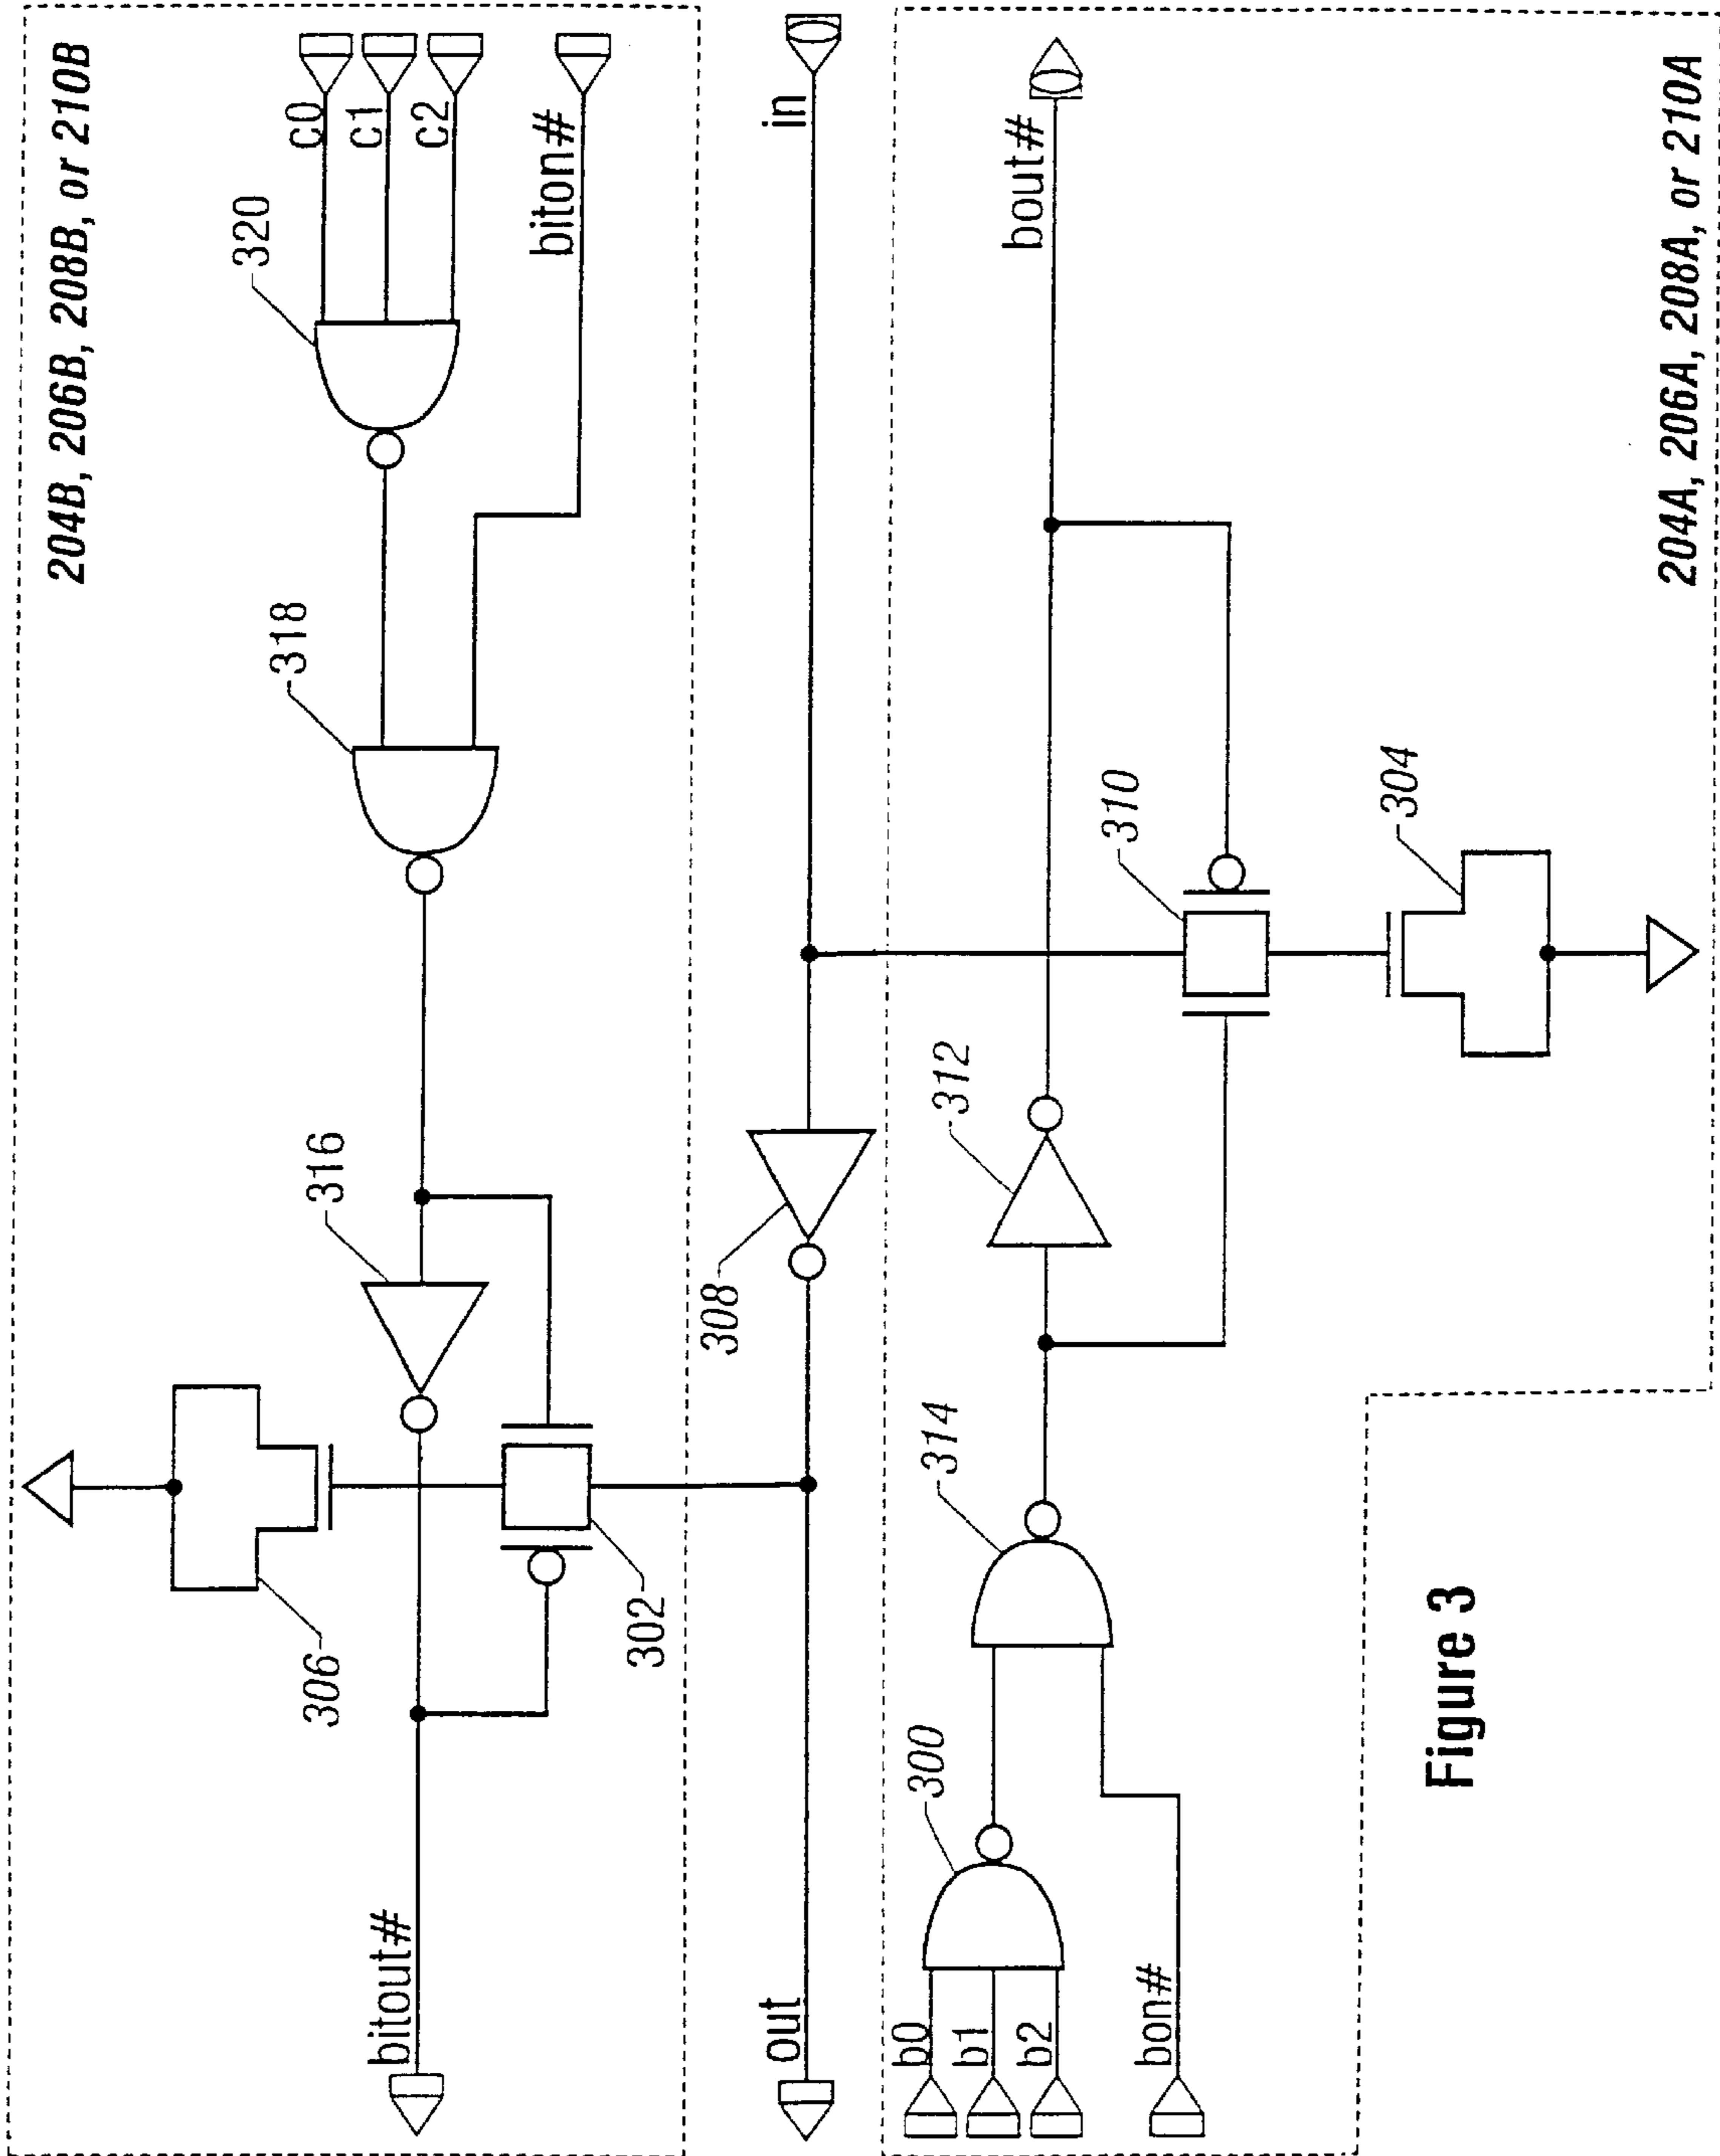 204B, 206B, 208B, or 210B
c0
c1
c2
320
biton#
318
316
306
302
bitout#
in
308
out
bout#
310
304
312
314
300
b0
b1
b2
bon#
204A, 206A, 208A, or 210A
Figure 3